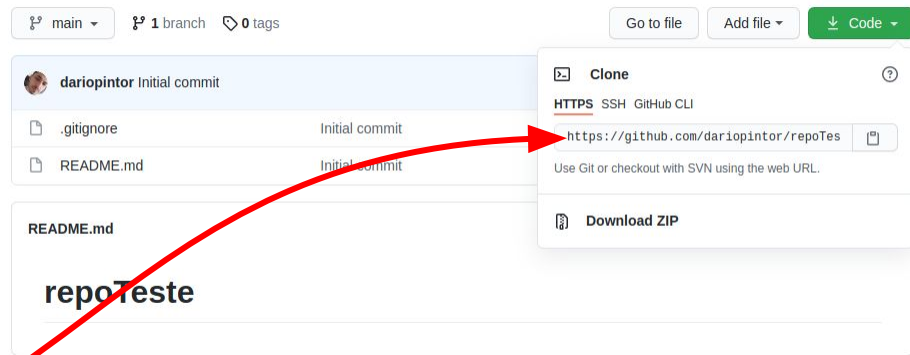 main 1 branch 0 tags Go to file Add file Code
dariopintor Initial commit
Clone
HTTPS SSH GitHub CLI
.gitignore Initial commit
https://github.com/dariopintor/repoTes
README.md Initial commit
Use Git or checkout with SVN using the web URL.
Download ZIP
README.md
repoTeste